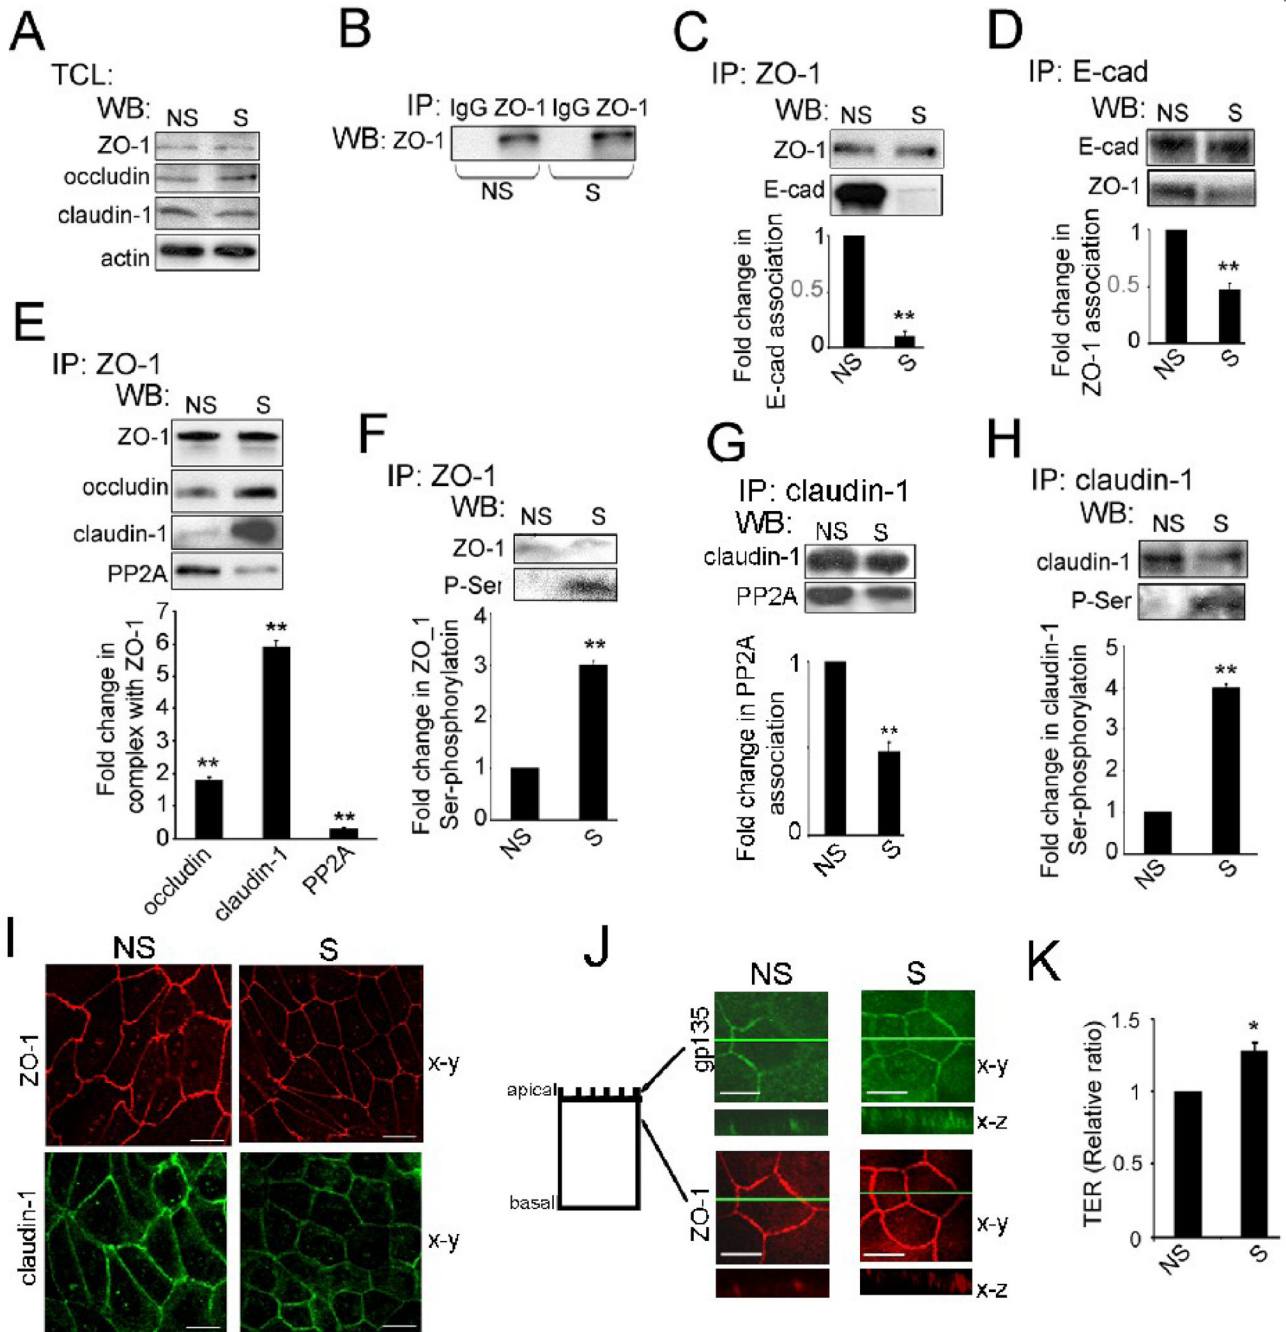 A
TCL:
WB: NS S
ZO-1
occludin
claudin-1
actin
B
IP: IgG ZO-1 IgG ZO-1
WB: ZO-1
NS S
C
IP: ZO-1
WB: NS S
ZO-1
E-cad
Fold change in
E-cad association
1
0.5
0
**
NS S
D
IP: E-cad
WB: NS S
E-cad
ZO-1
Fold change in
ZO-1 association
1
0.5
0
**
NS S
E
IP: ZO-1
WB: NS S
ZO-1
occludin
claudin-1
PP2A
Fold change in
complex with ZO-1
7
6
5
4
3
2
1
0
** ** **
occludin claudin-1 PP2A
F
IP: ZO-1
WB: NS S
ZO-1
P-Ser
Fold change in ZO_1
Ser-phosphorylatoin
4
3
2
1
0
**
NS S
G
IP: claudin-1
WB: NS S
claudin-1
PP2A
Fold change in PP2A
association
1
0
**
NS S
H
IP: claudin-1
WB: NS S
claudin-1
P-Ser
Fold change in claudin-1
Ser-phosphorylatoin
5
4
3
2
1
0
**
NS S
I
NS S
ZO-1
x-y
claudin-1
x-y
J
NS S
apical
basal
gp135
x-y
x-z
ZO-1
x-y
x-z
K
TER (Relative ratio)
1.5
1
0.5
0
*
NS S